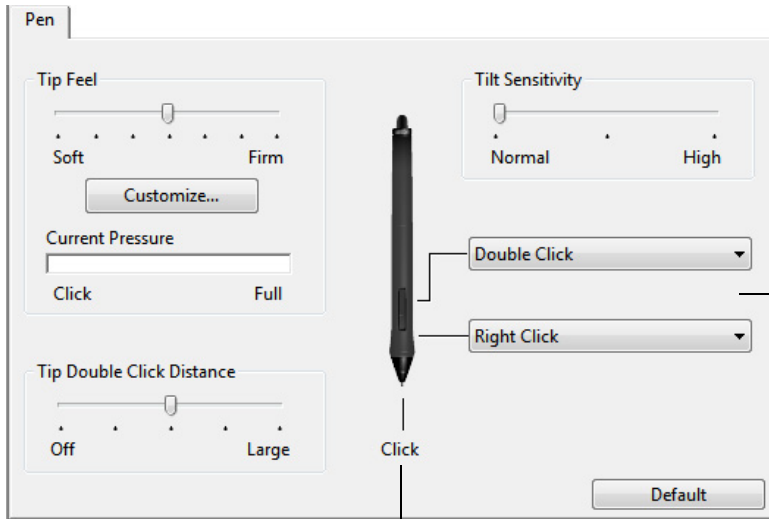 Pen
Tip Feel
Soft Firm
Customize...
Current Pressure
Click Full
Tip Double Click Distance
Off Large
Click
Tilt Sensitivity
Normal High
Double Click
Right Click
Default